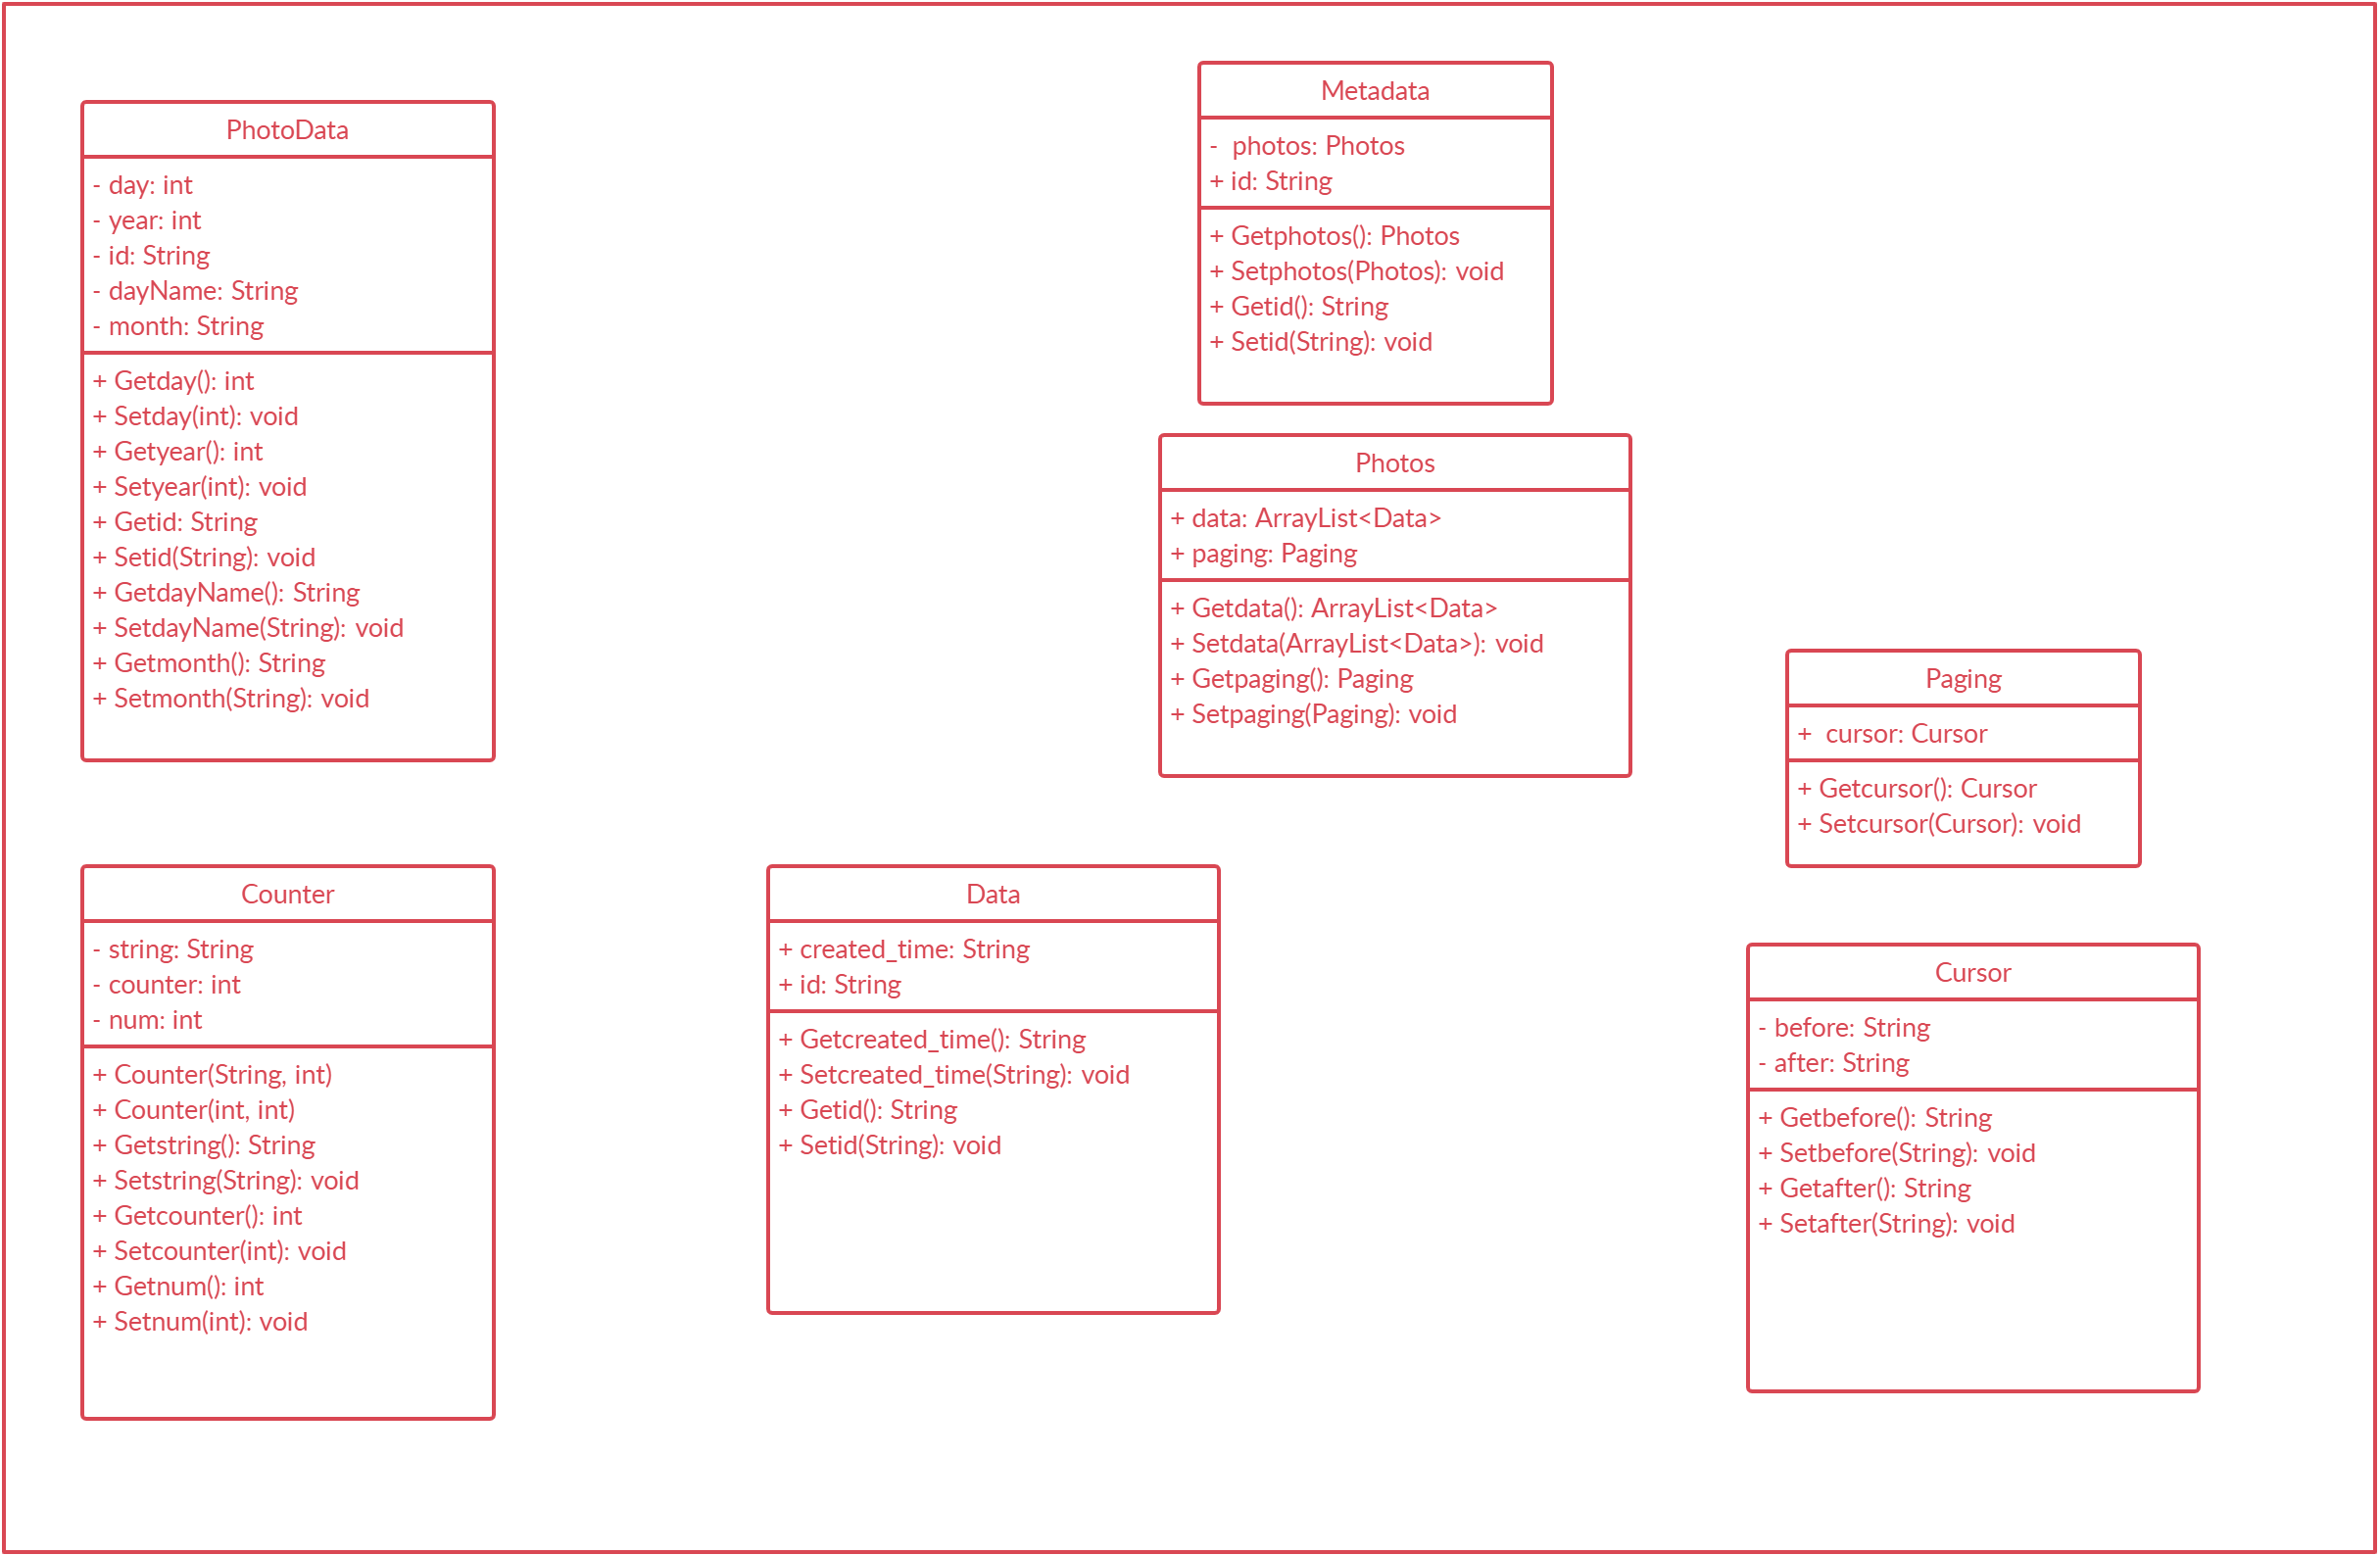 PhotoData
- day: int
- year: int
- id: String
- dayName: String
- month: String
+ Getday(): int
+ Setday(int): void
+ Getyear(): int
+ Setyear(int): void
+ Getid: String
+ Setid(String): void
+ GetdayName(): String
+ SetdayName(String): void
+ Getmonth(): String
+ Setmonth(String): void
Metadata
- photos: Photos
+ id: String
+ Getphotos(): Photos
+ Setphotos(Photos): void
+ Getid(): String
+ Setid(String): void
Photos
+ data: ArrayList<Data>
+ paging: Paging
+ Getdata(): ArrayList<Data>
+ Setdata(ArrayList<Data>): void
+ Getpaging(): Paging
+ Setpaging(Paging): void
Paging
+ cursor: Cursor
+ Getcursor(): Cursor
+ Setcursor(Cursor): void
Counter
- string: String
- counter: int
- num: int
+ Counter(String, int)
+ Counter(int, int)
+ Getstring(): String
+ Setstring(String): void
+ Getcounter(): int
+ Setcounter(int): void
+ Getnum(): int
+ Setnum(int): void
Data
+ created_time: String
+ id: String
+ Getcreated_time(): String
+ Setcreated_time(String): void
+ Getid(): String
+ Setid(String): void
Cursor
- before: String
- after: String
+ Getbefore(): String
+ Setbefore(String): void
+ Getafter(): String
+ Setafter(String): void